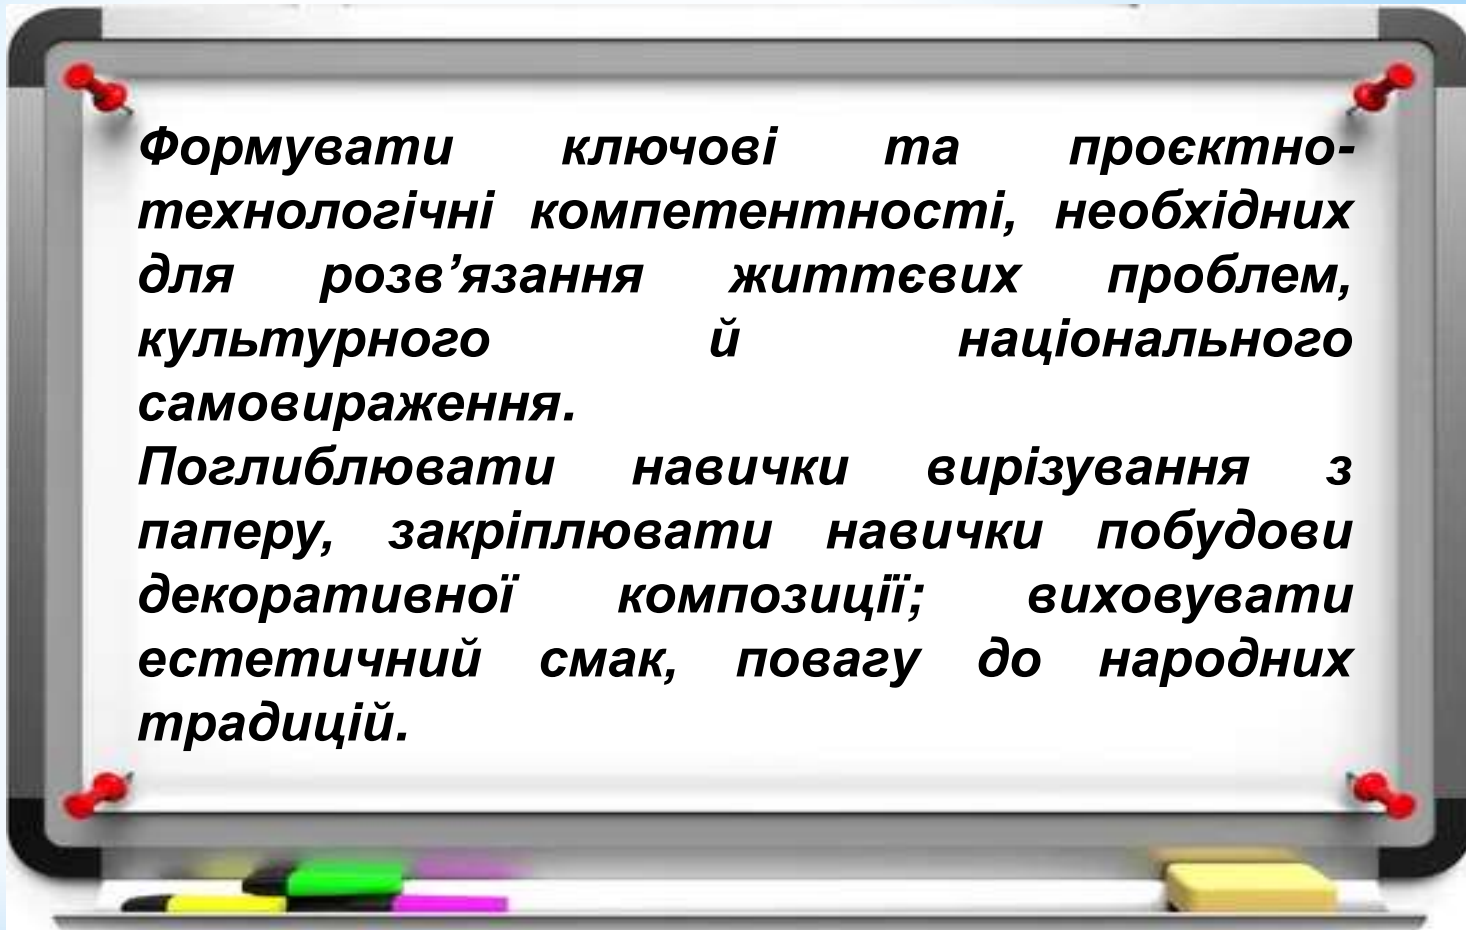 Формувати ключові та проєктно-
технологічні компетентності, необхідних
для розв’язання життєвих проблем,
культурного й національного
самовираження.
Поглиблювати навички вирізування з
паперу, закріплювати навички побудови
декоративної композиції; виховувати
естетичний смак, повагу до народних
традицій.